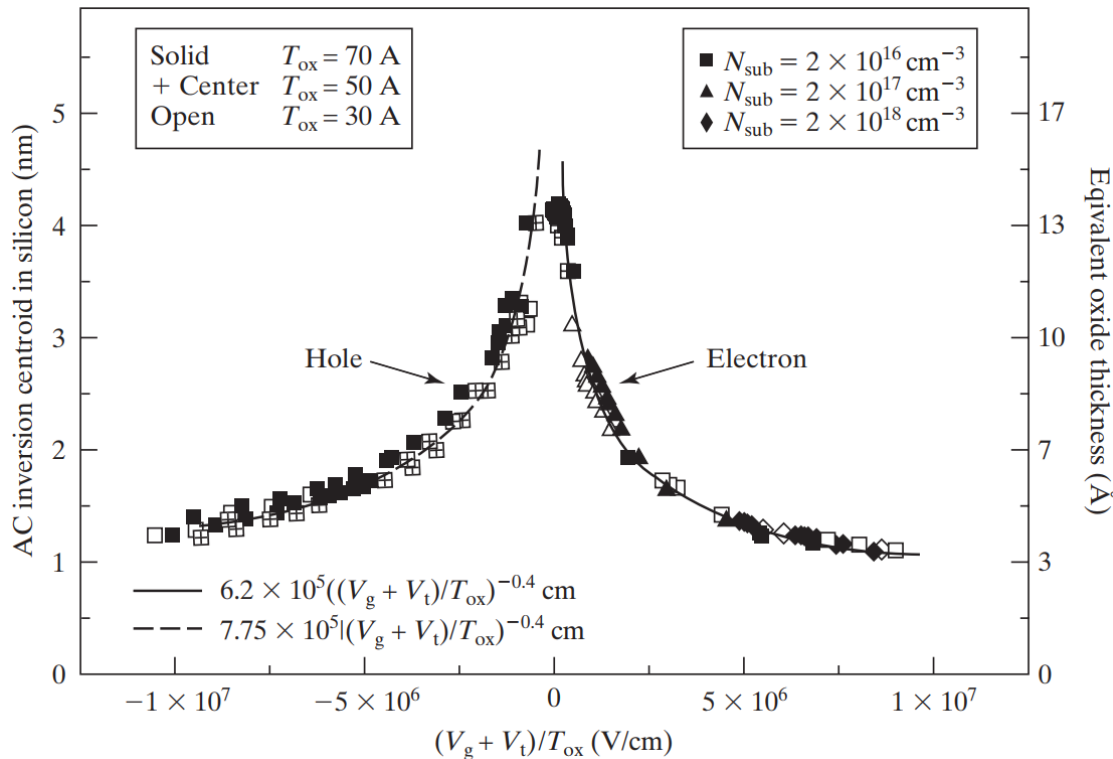 Solid T_ox = 70 A
+ Center T_ox = 50 A
Open T_ox = 30 A
■ N_sub = 2 × 10^16 cm^−3
▲ N_sub = 2 × 10^17 cm^−3
◆ N_sub = 2 × 10^18 cm^−3
AC inversion centroid in silicon (nm)
5
4
3
2
1
0
Hole
Electron
6.2 × 10^5((V_g + V_t)/T_ox)^−0.4 cm
7.75 × 10^5|(V_g + V_t)/T_ox)^−0.4 cm
17
13
10
7
3
0
Eqivalent oxide thickness (Å)
−1 × 10^7
−5 × 10^6
0
5 × 10^6
1 × 10^7
(V_g + V_t)/T_ox (V/cm)